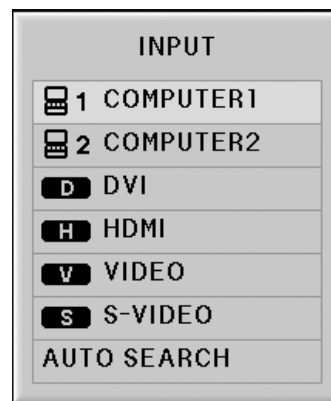 INPUT
1 COMPUTER1
2 COMPUTER2
D DVI
H HDMI
V VIDEO
S S-VIDEO
AUTO SEARCH